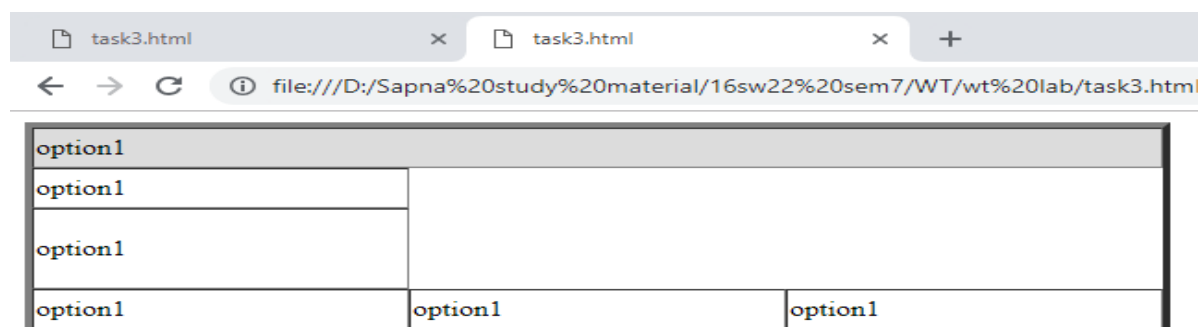 task3.html task3.html
file:///D:/Sapna%20study%20material/16sw22%20sem7/WT/wt%20lab/task3.html
option1
option1
option1
option1 option1 option1